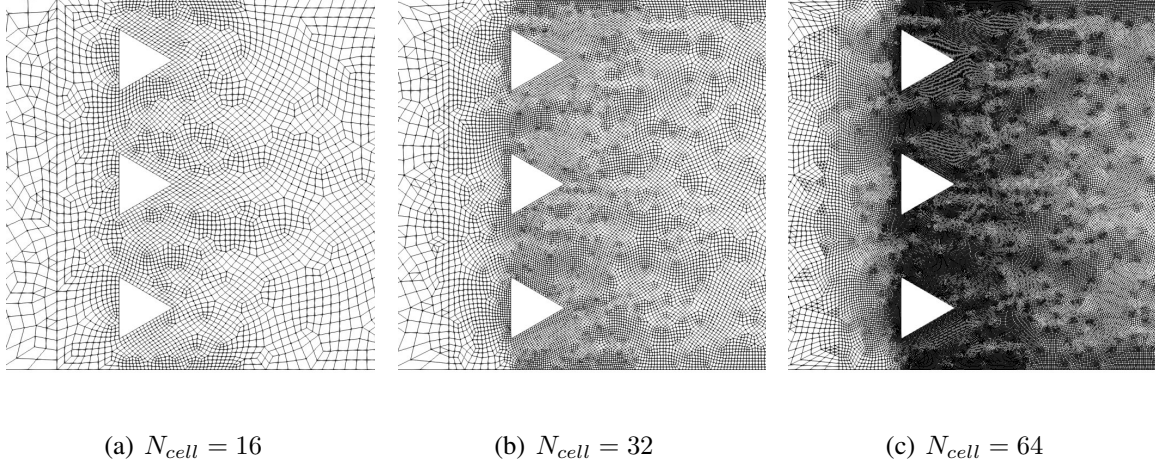 (a) N_{cell} = 16
(b) N_{cell} = 32
(c) N_{cell} = 64